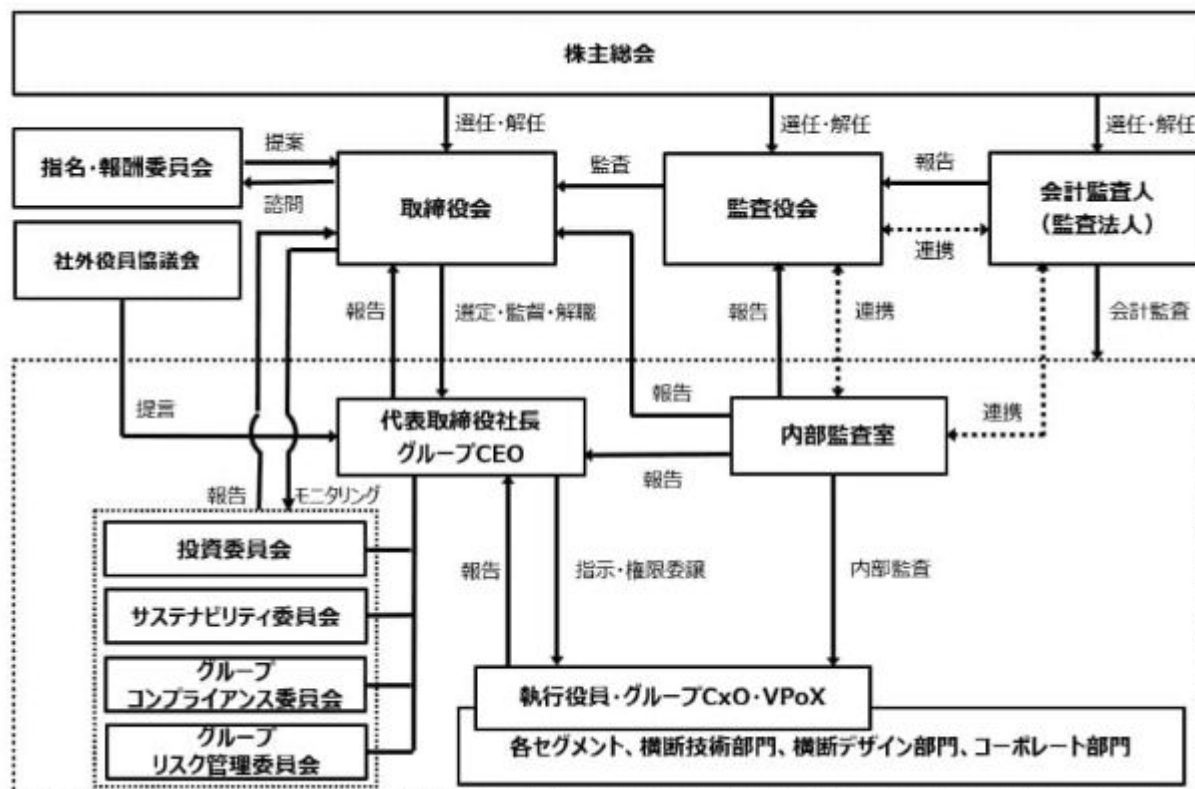 株主総会
選任・解任
選任・解任
選任・解任
指名・報酬委員会
提案
諮問
取締役会
監査
監査役会
報告
連携
会計監査人
（監査法人）
社外役員協議会
報告
選定・監督・解職
報告
連携
会計監査
提言
代表取締役社長
グループCEO
報告
報告
内部監査室
連携
報告
モニタリング
投資委員会
サステナビリティ委員会
グループ
コンプライアンス委員会
グループ
リスク管理委員会
報告
指示・権限委譲
内部監査
執行役員・グループCxO・VPoX
各セグメント、横断技術部門、横断デザイン部門、コーポレート部門